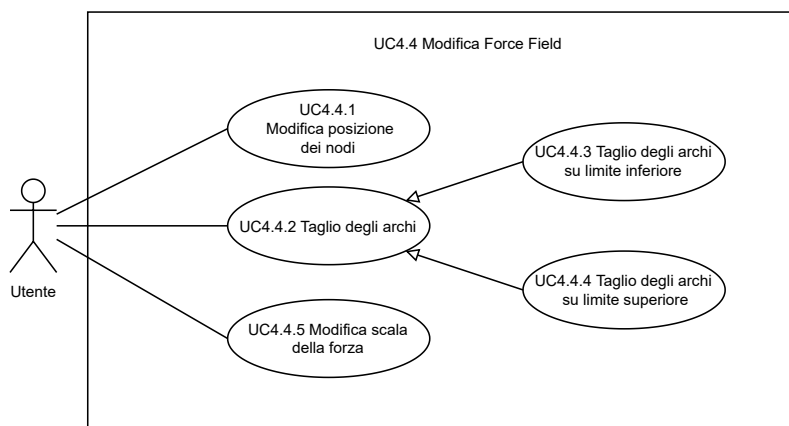 UC4.4 Modifica Force Field
UC4.4.1
Modifica posizione
dei nodi
UC4.4.3 Taglio degli archi
su limite inferiore
UC4.4.2 Taglio degli archi
Utente
UC4.4.4 Taglio degli archi
su limite superiore
UC4.4.5 Modifica scala
della forza